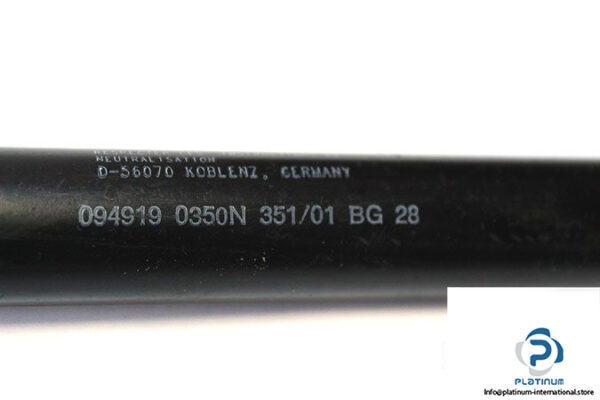 NEUTRALISATION
D-56070 KOBLENZ, GERMANY
094919 0350N 351/01 BG 28
PLATINUM
Info@platinum-international.store